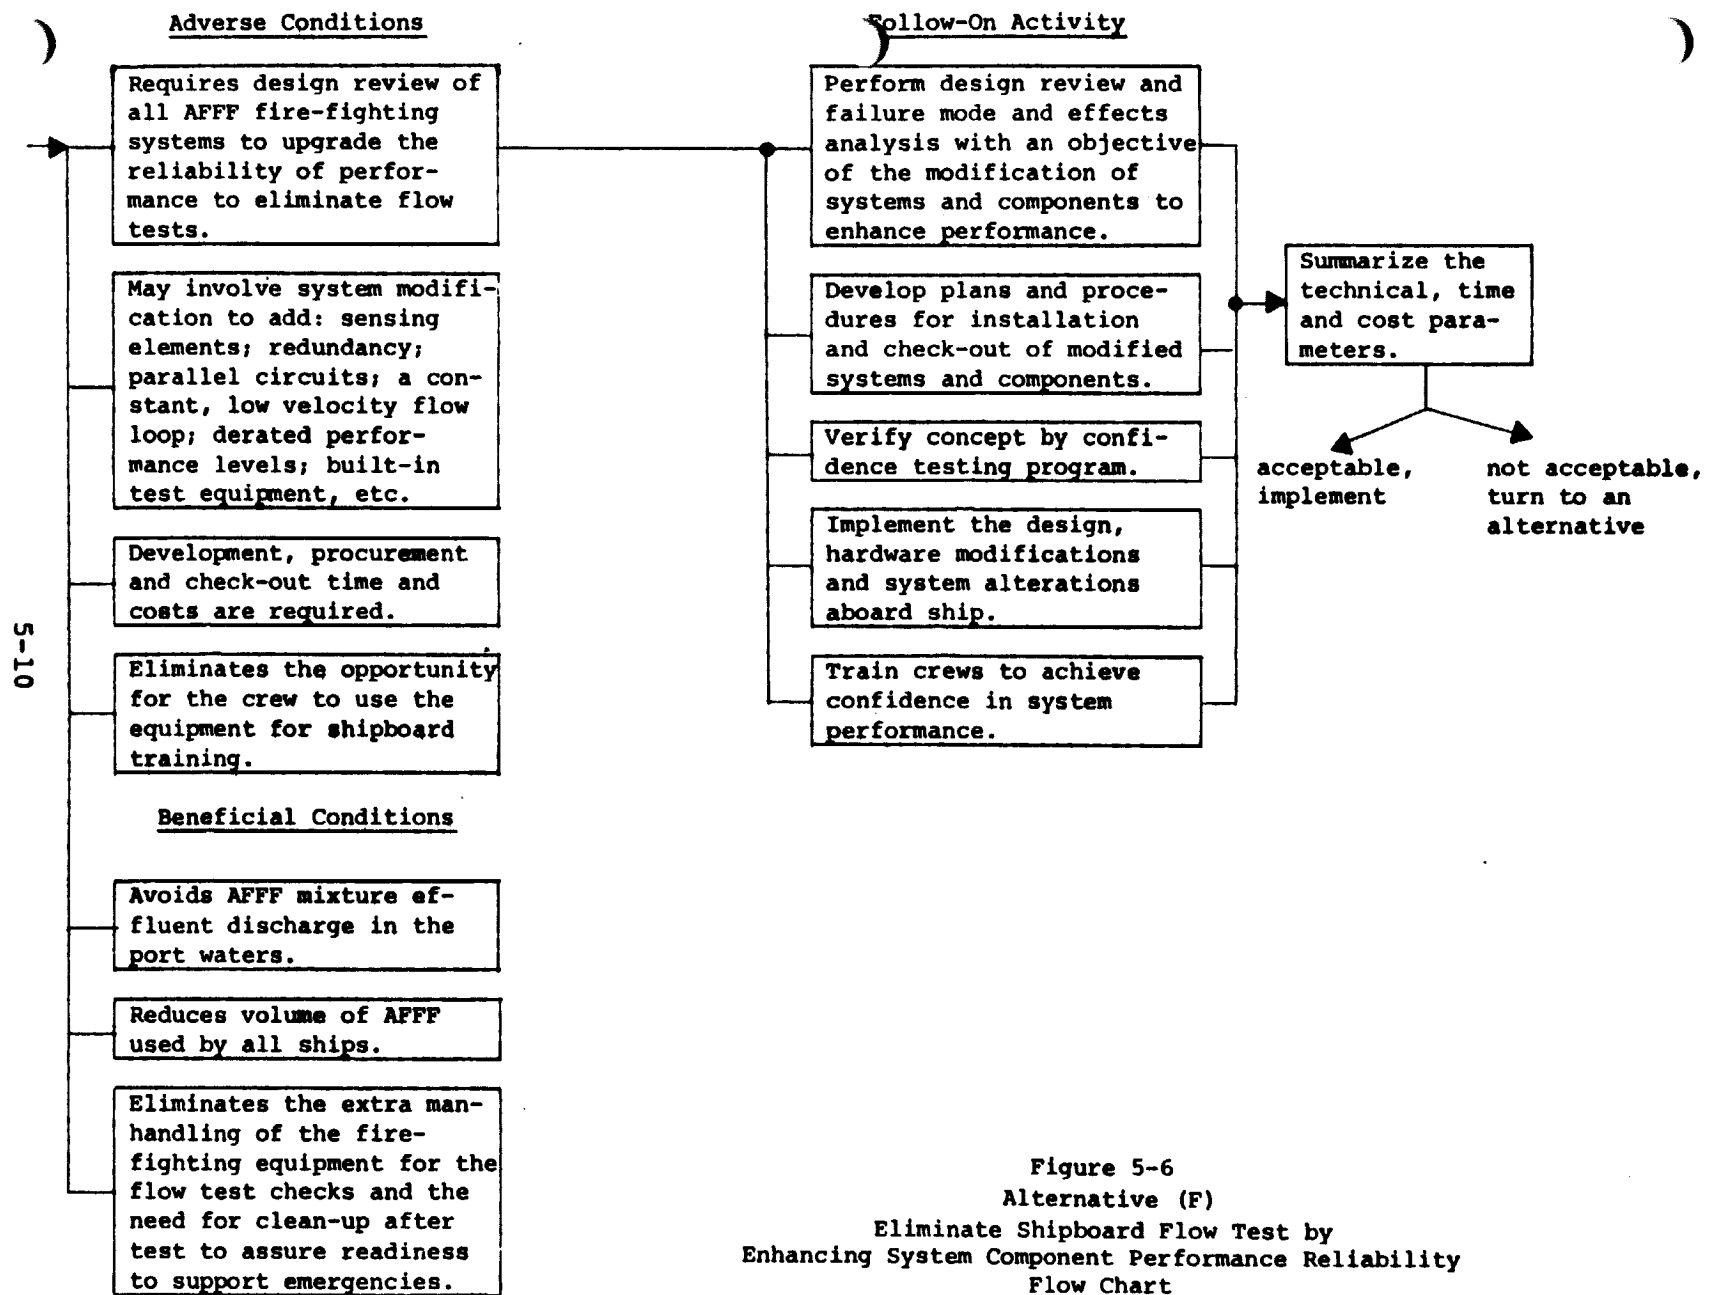 Adverse Conditions
Requires design review of
all AFFF fire-fighting
systems to upgrade the
reliability of perfor-
mance to eliminate flow
tests.
May involve system modifi-
cation to add: sensing
elements; redundancy;
parallel circuits; a con-
stant, low velocity flow
loop; derated perfor-
mance levels; built-in
test equipment, etc.
Development, procurement
and check-out time and
costs are required.
Eliminates the opportunity
for the crew to use the
equipment for shipboard
training.
Beneficial Conditions
Avoids AFFF mixture ef-
fluent discharge in the
port waters.
Reduces volume of AFFF
used by all ships.
Eliminates the extra man-
handling of the fire-
fighting equipment for the
flow test checks and the
need for clean-up after
test to assure readiness
to support emergencies.
Follow-On Activity
Perform design review and
failure mode and effects
analysis with an objective
of the modification of
systems and components to
enhance performance.
Develop plans and proce-
dures for installation
and check-out of modified
systems and components.
Verify concept by confi-
dence testing program.
Implement the design,
hardware modifications
and system alterations
aboard ship.
Train crews to achieve
confidence in system
performance.
Summarize the
technical, time
and cost para-
meters.
acceptable,
implement
not acceptable,
turn to an
alternative
5-10
Figure 5-6
Alternative (F)
Eliminate Shipboard Flow Test by
Enhancing System Component Performance Reliability
Flow Chart